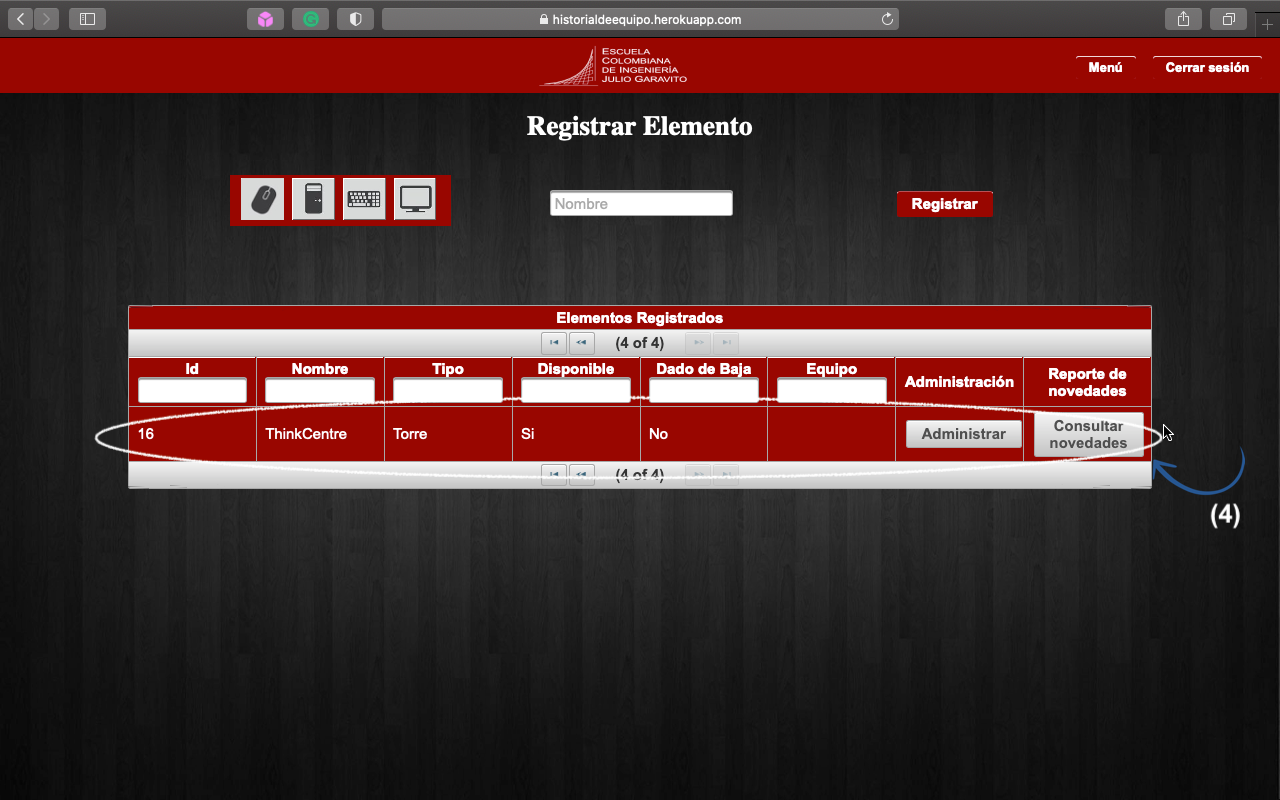 historialdeequipo.herokuapp.com
ESCUELA
COLOMBIANA
DE INGENIERÍA
JULIO GARAVITO
Menú
Cerrar sesión
Registrar Elemento
Nombre
Registrar
Elementos Registrados
(4 of 4)
Id Nombre Tipo Disponible Dado de Baja Equipo Administración Reporte de
novedades
16 ThinkCentre Torre Si No Administrar Consultar
novedades
(4 of 4)
(4)